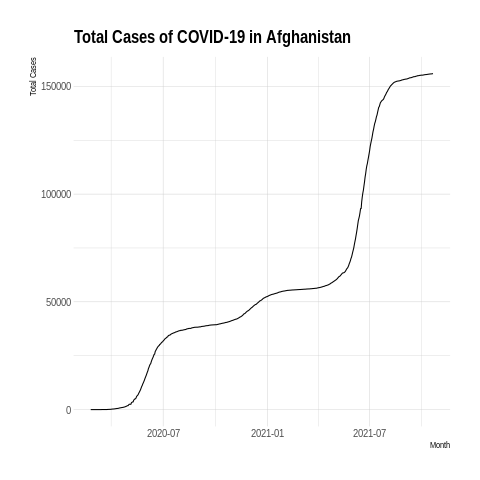 Total Cases of COVID-19 in Afghanistan
Total Cases
150000
100000
50000
0
2020-07 2021-01 2021-07
Month